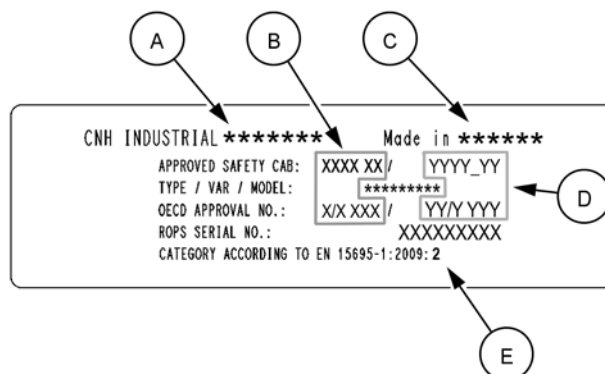 A B C
CNH INDUSTRIAL ******* Made in ******
APPROVED SAFETY CAB: XXXX XX / YYYY_YY
TYPE / VAR / MODEL: *********
OECD APPROVAL NO.: X/X XXX / YY/Y YYY
D
ROPS SERIAL NO.: XXXXXXXXX
CATEGORY ACCORDING TO EN 15695-1:2009:2
E